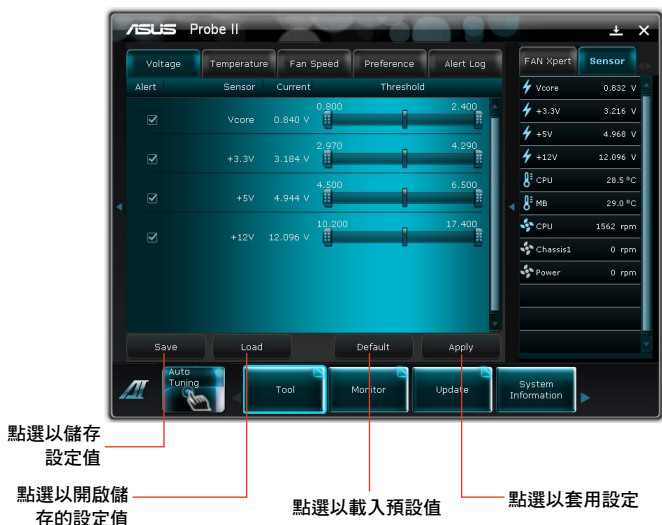 ASUS Probe II
Voltage Temperature Fan Speed Preference Alert Log
Alert Sensor Current Threshold
Vcore 0.840 V 0.800 2.400
+3.3V 3.184 V 2.970 4.290
+5V 4.944 V 4.500 6.500
+12V 12.096 V 10.200 17.400
Save Load Default Apply
FAN Xpert Sensor
Vcore 0.832 V
+3.3V 3.216 V
+5V 4.968 V
+12V 12.096 V
CPU 28.5 °C
MB 29.0 °C
CPU 1562 rpm
Chassis1 0 rpm
Power 0 rpm
AI
Auto
Tuning
Tool
Monitor
Update
System
Information
點選以儲存
設定值
點選以開啟儲
存的設定值
點選以載入預設值
點選以套用設定